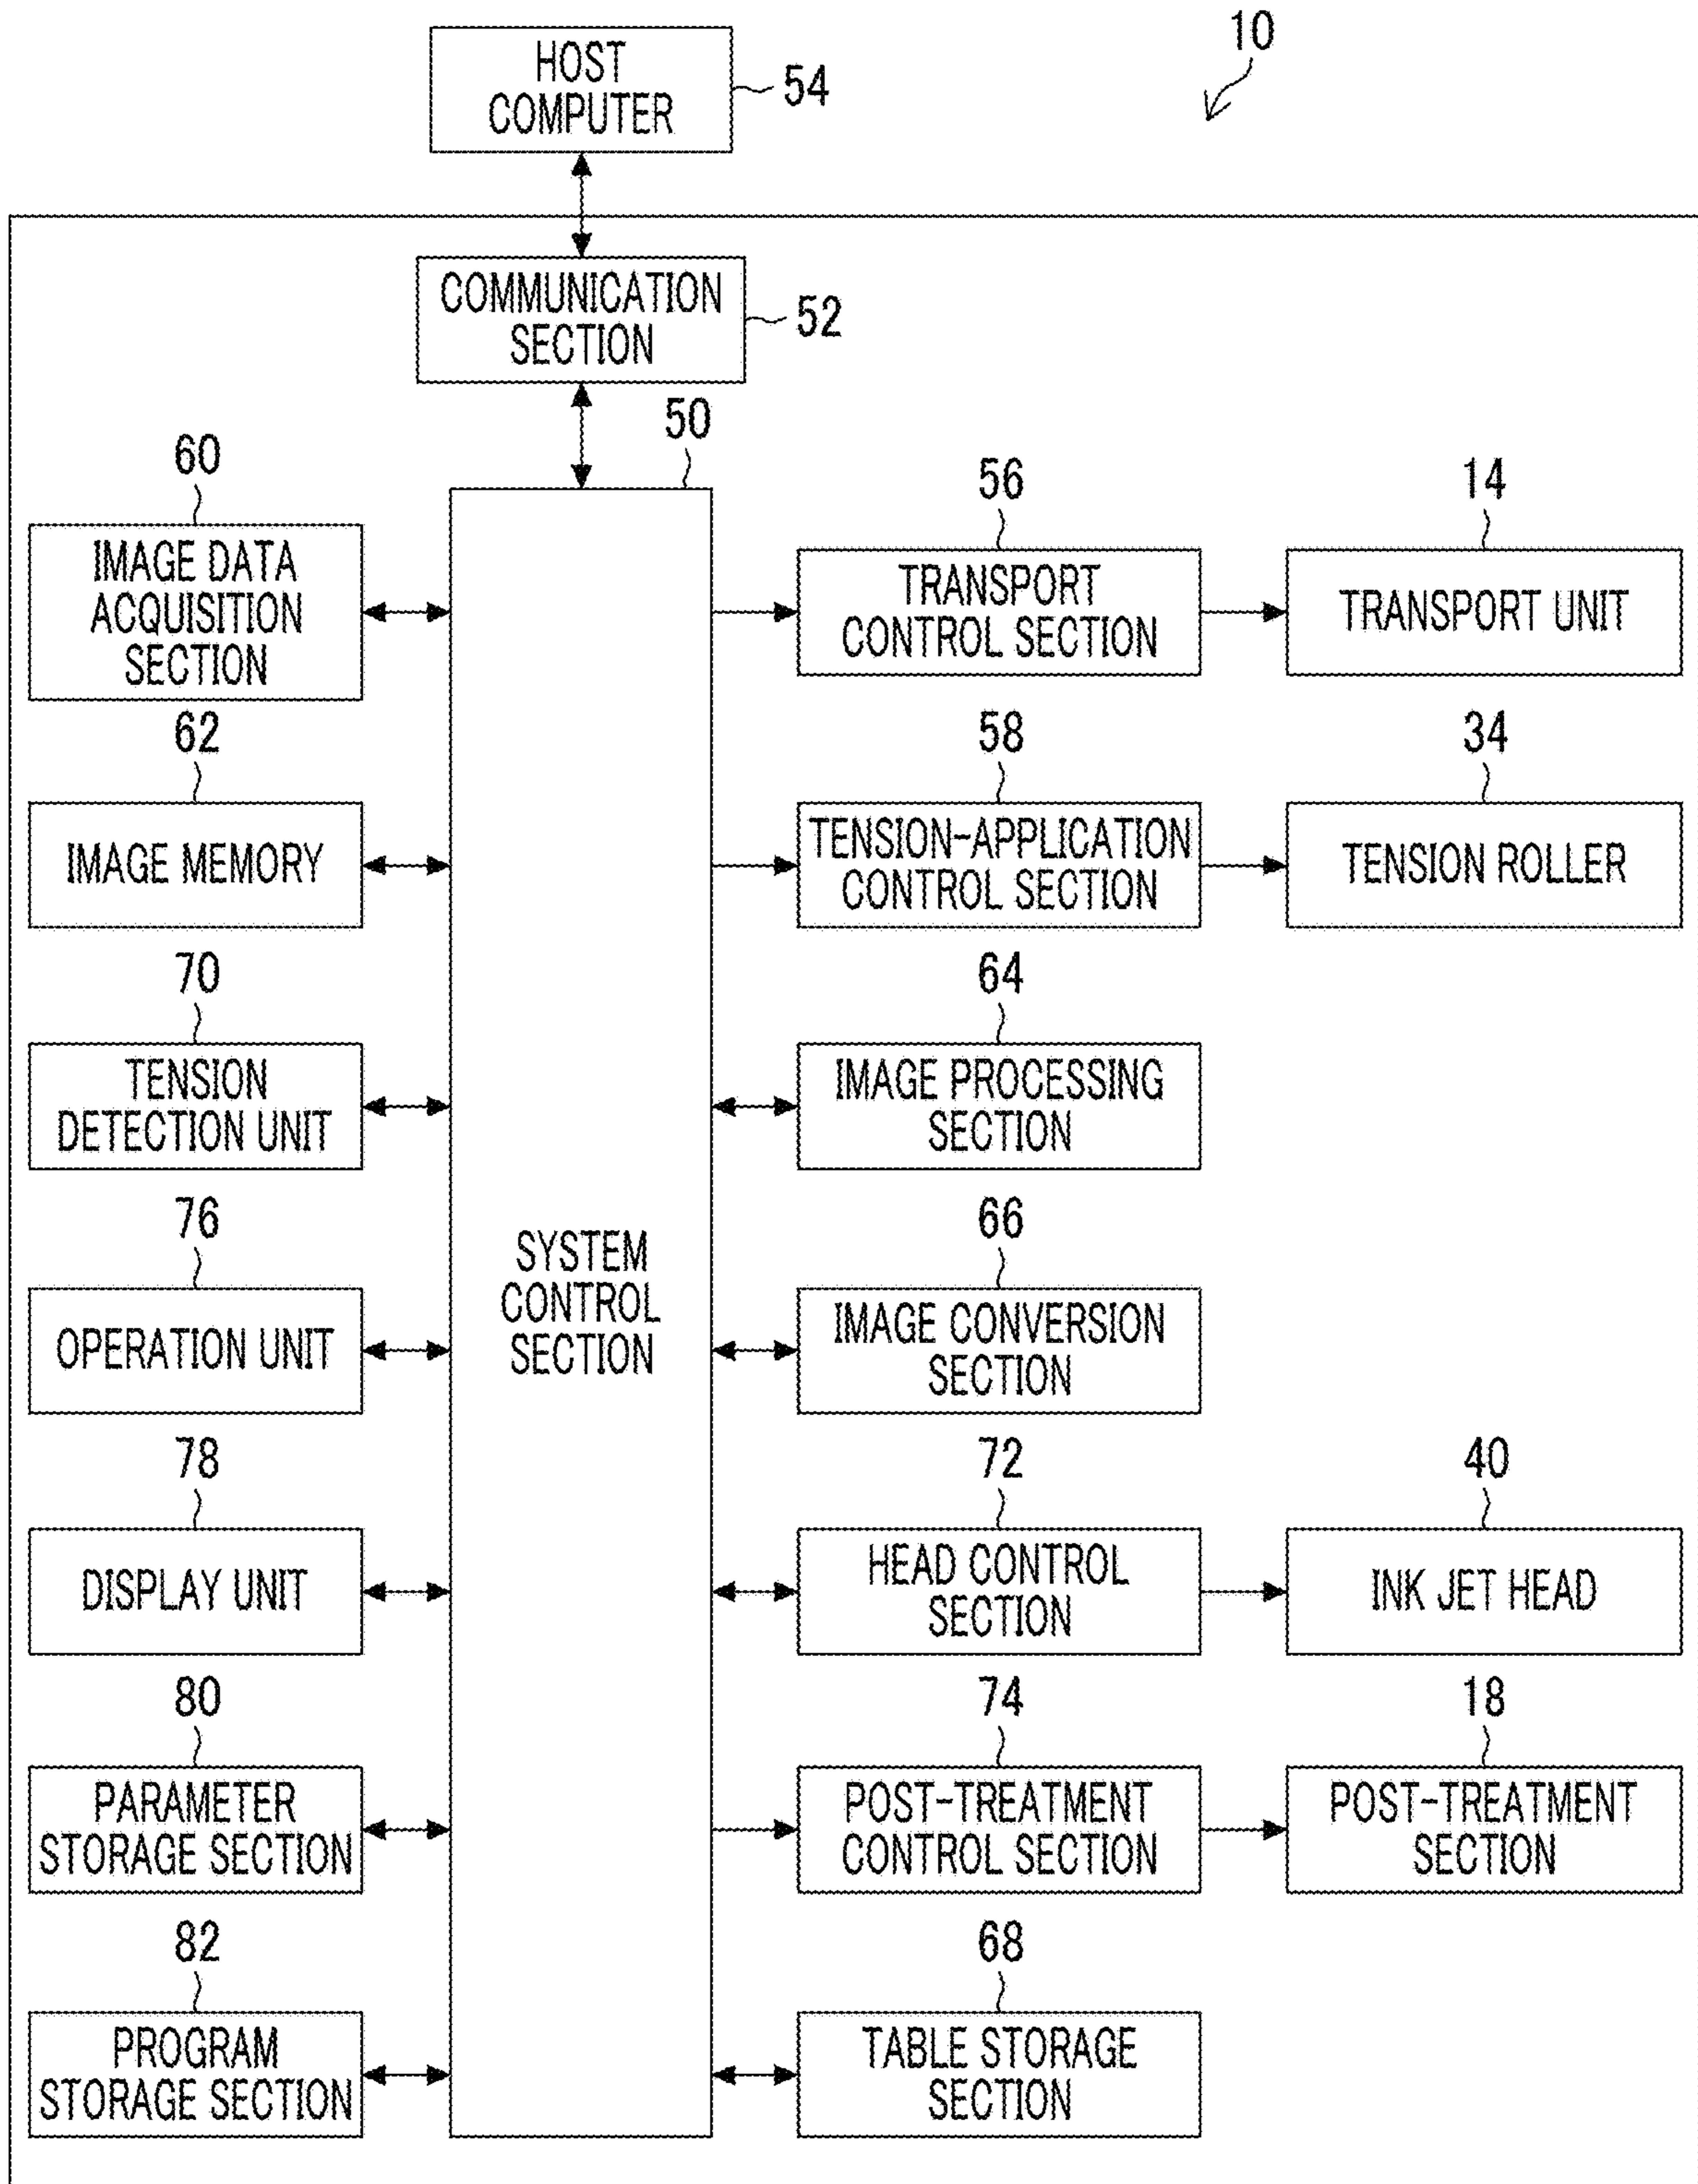 10
HOST
COMPUTER
54
COMMUNICATION
SECTION
52
50
60
IMAGE DATA
ACQUISITION
SECTION
56
TRANSPORT
CONTROL SECTION
14
TRANSPORT UNIT
62
IMAGE MEMORY
58
TENSION-APPLICATION
CONTROL SECTION
34
TENSION ROLLER
70
TENSION
DETECTION UNIT
64
IMAGE PROCESSING
SECTION
76
OPERATION UNIT
SYSTEM
CONTROL
SECTION
66
IMAGE CONVERSION
SECTION
78
DISPLAY UNIT
72
HEAD CONTROL
SECTION
40
INK JET HEAD
80
PARAMETER
STORAGE SECTION
74
POST-TREATMENT
CONTROL SECTION
18
POST-TREATMENT
SECTION
82
PROGRAM
STORAGE SECTION
68
TABLE STORAGE
SECTION